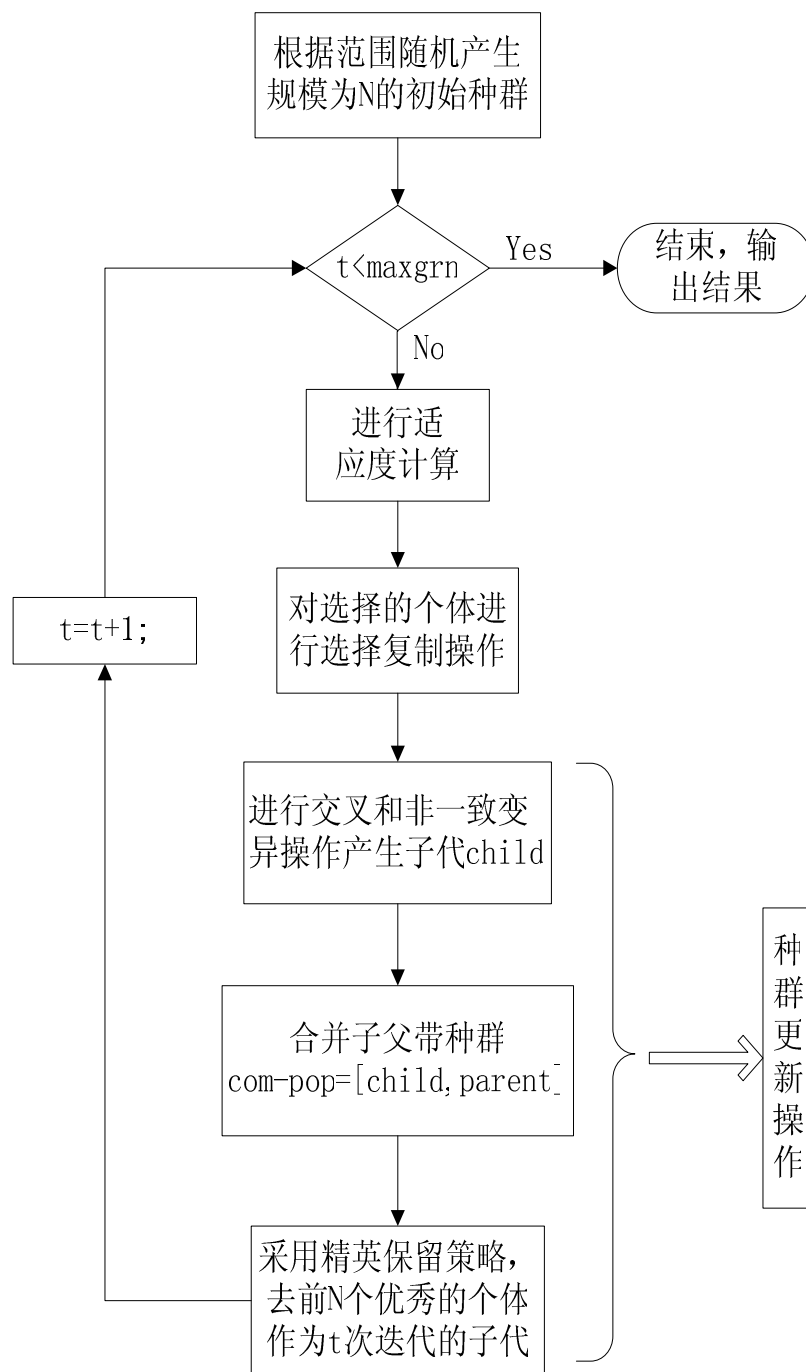 根据范围随机产生
规模为N的初始种群
t<maxgrn
Yes
结束，输
出结果
No
进行适
应度计算
对选择的个体进
行选择复制操作
t=t+1;
进行交叉和非一致变
异操作产生子代child
合并子父带种群
com-pop=[child,parent]
种
群
更
新
操
作
采用精英保留策略，
去前N个优秀的个体
作为t次迭代的子代